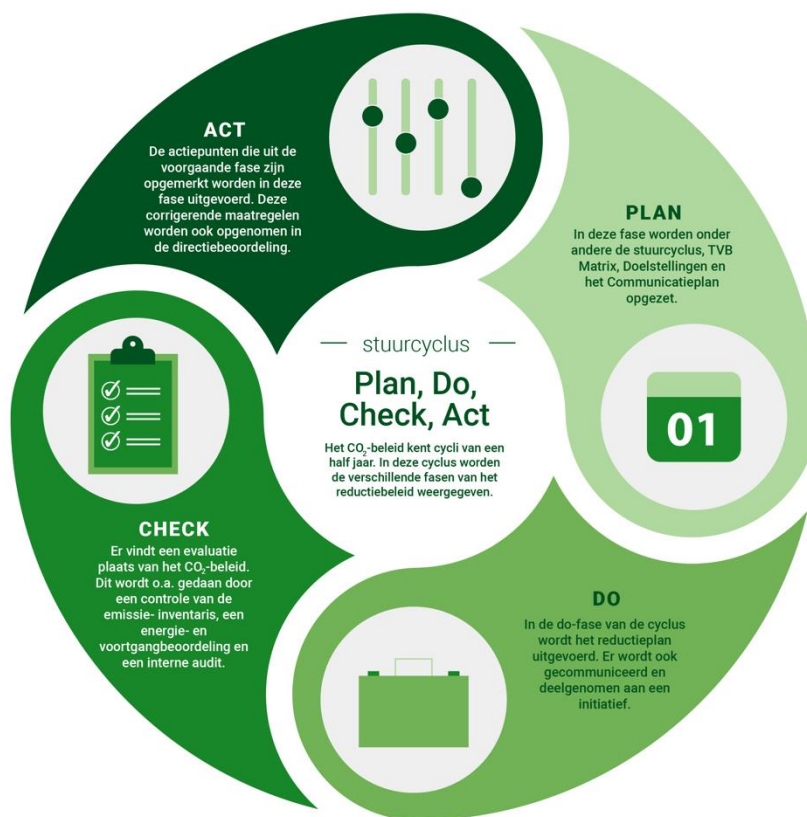 stuurcyclus
Plan, Do,
Check, Act
Het CO₂-beleid kent cycli van een
half jaar. In deze cyclus worden
de verschillende fasen van het
reductiebeleid weergegeven.
PLAN
In deze fase worden onder
andere de stuurcyclus, TVB
Matrix, Doelstellingen en
het Communicatieplan
opgezet.
01
DO
In de do-fase van de cyclus
wordt het reductieplan
uitgevoerd. Er wordt ook
gecommuniceerd en
deelgenomen aan een
initiatief.
CHECK
Er vindt een evaluatie
plaats van het CO₂-beleid.
Dit wordt o.a. gedaan door
een controle van de
emissie- inventaris, een
energie- en
voortgangbeoordeling en
een interne audit.
ACT
De actiepunten die uit de
voorgaande fase zijn
opgemerkt worden in deze
fase uitgevoerd. Deze
corrigerende maatregelen
worden ook opgenomen in
de directiebeoordeling.